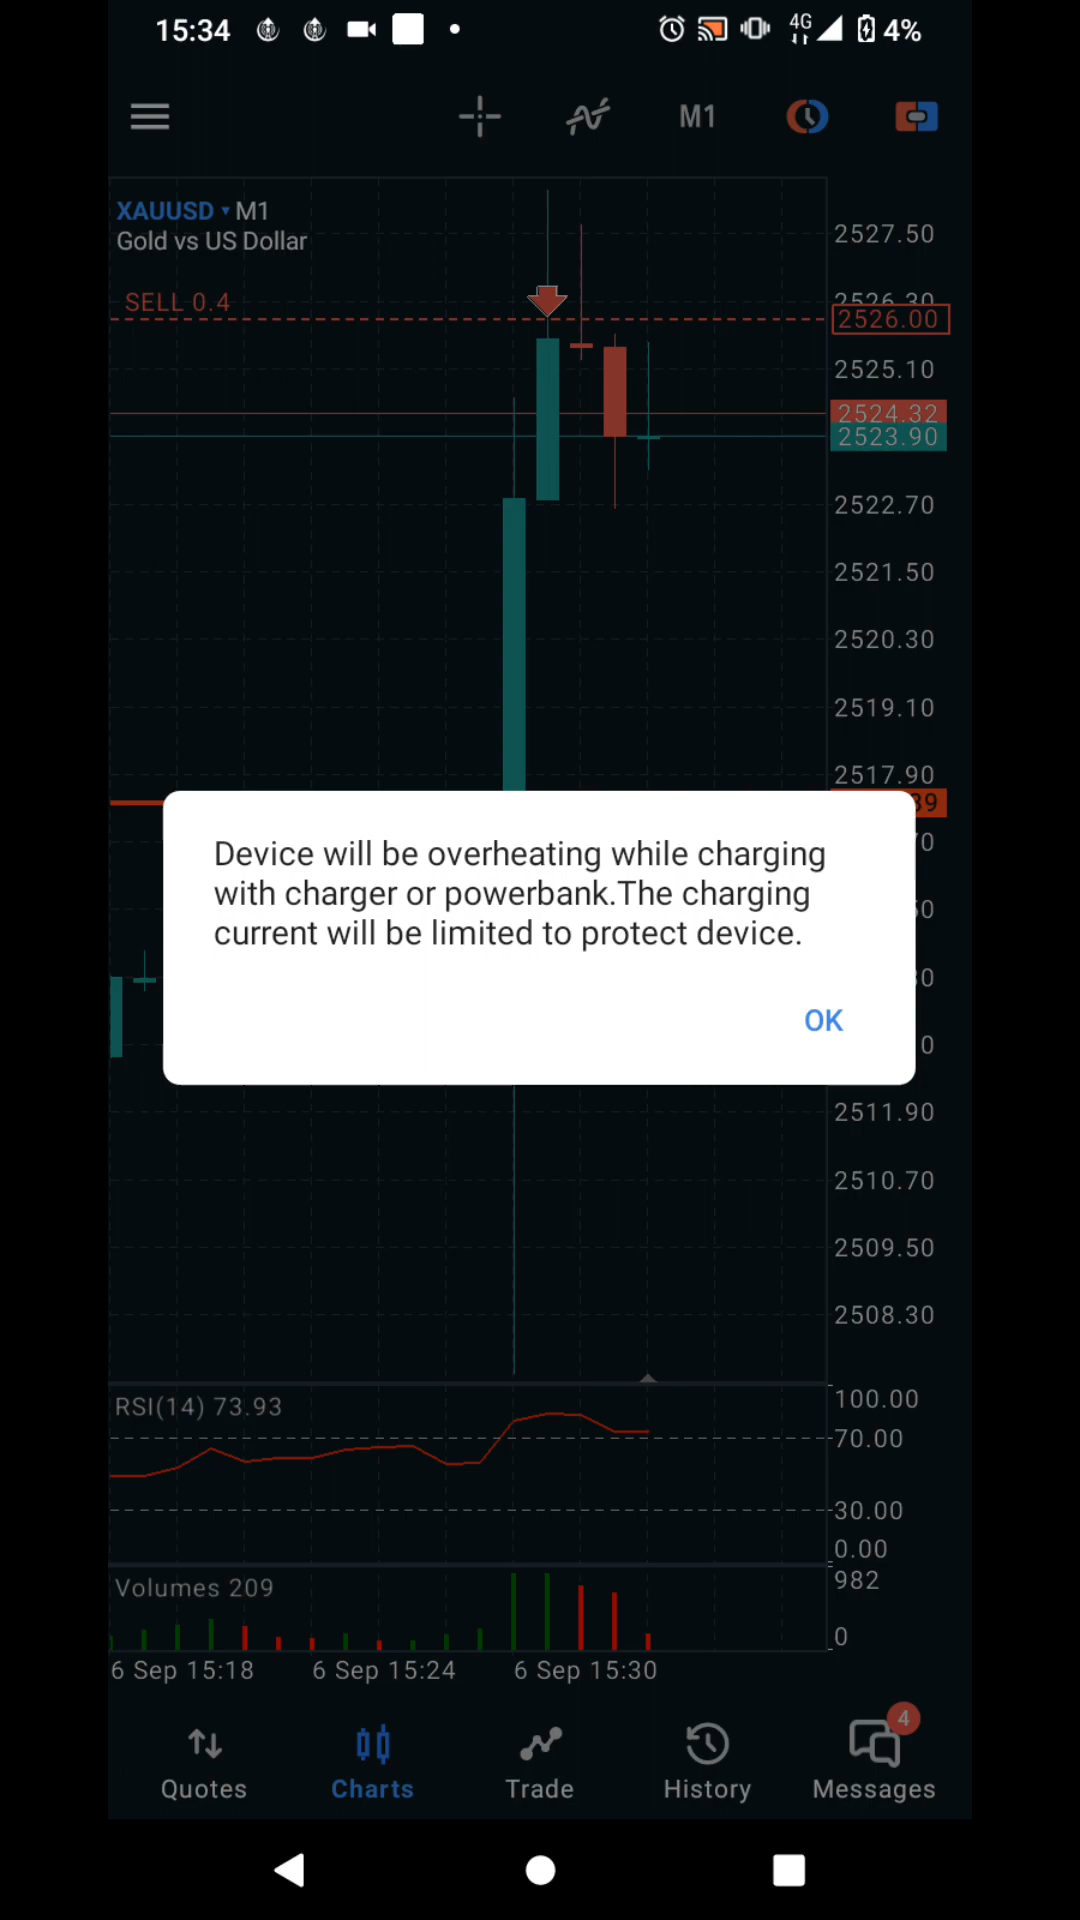 15:34
4G
4%
M1
XAUUSD ▾ M1
Gold vs US Dollar
2527.50
SELL 0.4
2526.30
2526.00
2525.10
2524.32
2523.90
2522.70
2521.50
2520.30
2519.10
2517.90
39
Device will be overheating while charging
with charger or powerbank.The charging
current will be limited to protect device.
OK
2511.90
2510.70
2509.50
2508.30
RSI(14) 73.93
100.00
70.00
30.00
0.00
Volumes 209
982
0
6 Sep 15:18
6 Sep 15:24
6 Sep 15:30
4
Quotes
Charts
Trade
History
Messages